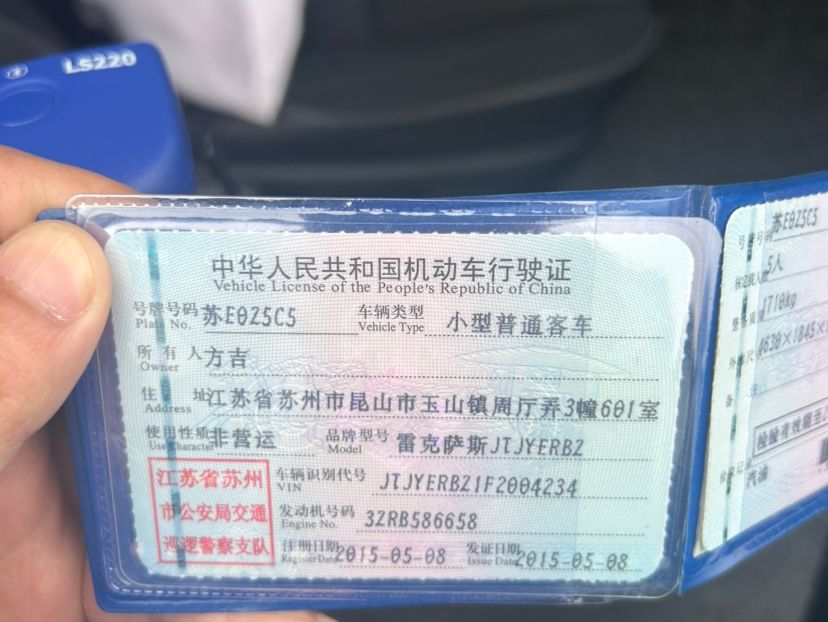 LS220
中华人民共和国机动车行驶证
Vehicle License of the People's Republic of China
号牌号码 苏E0Z5C5 车辆类型 小型普通客车
Plate No. Vehicle Type
所有人 方吉
Owner
住址 江苏省苏州市昆山市玉山镇周厅弄3幢601室
Address
使用性质 非营运 品牌型号 雷克萨斯JTJYERBZ
Use Character Model
江苏省苏州
市公安局交通
巡逻警察支队
车辆识别代号 JTJYERBZ1F2004234
VIN
发动机号码 3ZRB586658
Engine No.
注册日期 2015-05-08 发证日期 2015-05-08
Register Date Issue Date
苏E0Z5C5
5人
1710kg
4630×1845×
备注
检验有效期至
汽油